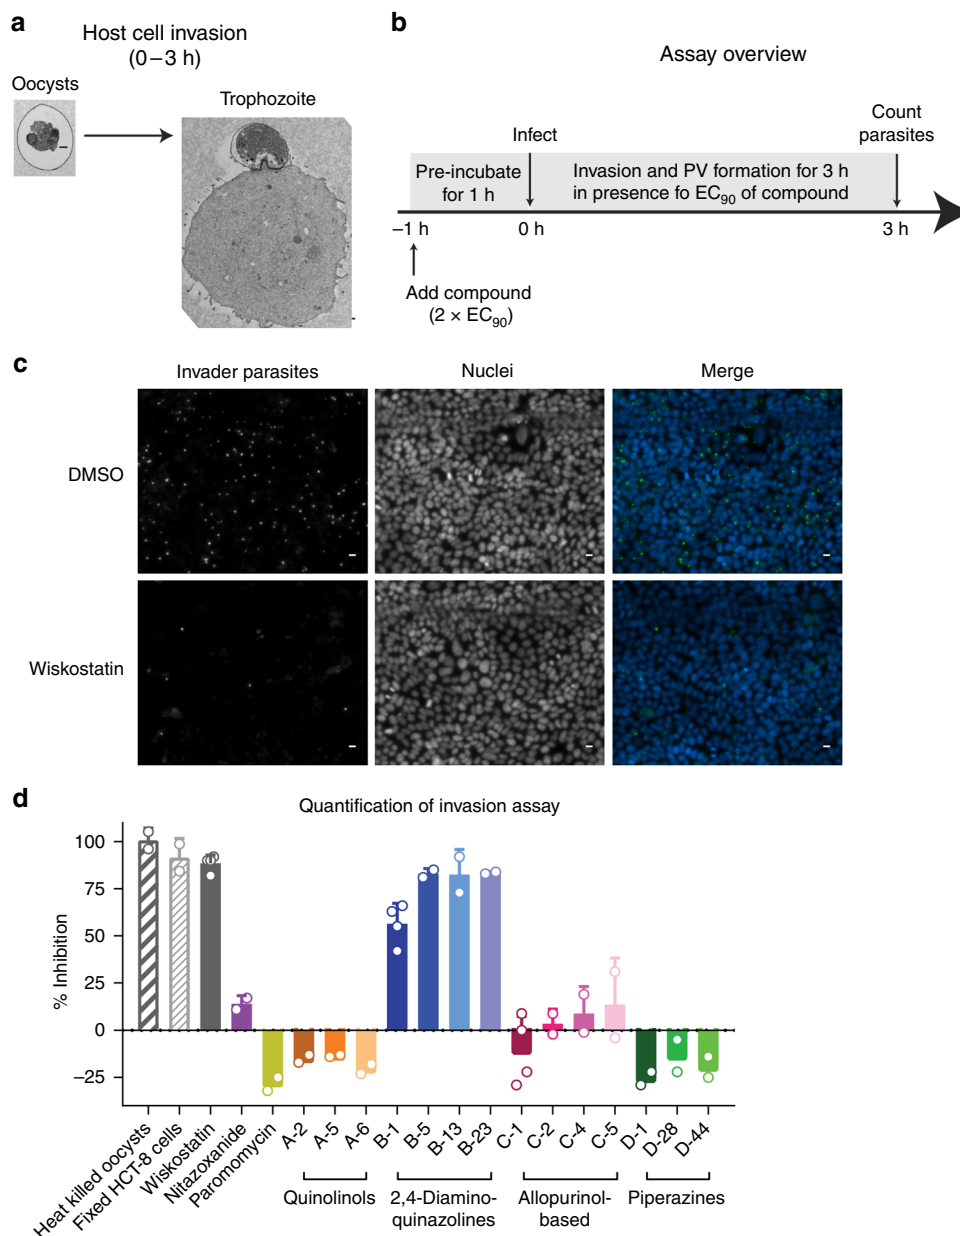 a
Host cell invasion
(0–3 h)
Oocysts
Trophozoite
b
Assay overview
Infect
Count
parasites
Pre-incubate
for 1 h
Invasion and PV formation for 3 h
in presence fo EC90 of compound
–1 h
0 h
3 h
Add compound
(2 × EC90)
c
Invader parasites
Nuclei
Merge
DMSO
Wiskostatin
d
Quantification of invasion assay
% Inhibition
100
75
50
25
0
–25
Heat killed oocysts
Fixed HCT-8 cells
Wiskostatin
Nitazoxanide
Paromomycin
A-2
A-5
A-6
B-1
B-5
B-13
B-23
C-1
C-2
C-4
C-5
D-1
D-28
D-44
Quinolinols
2,4-Diamino-
quinazolines
Allopurinol-
based
Piperazines